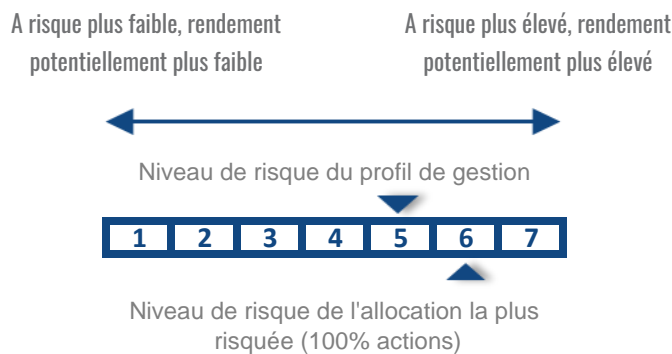 A risque plus faible, rendement
potentiellement plus faible
A risque plus élevé, rendement
potentiellement plus élevé
Niveau de risque du profil de gestion
1 2 3 4 5 6 7
Niveau de risque de l'allocation la plus
risquée (100% actions)